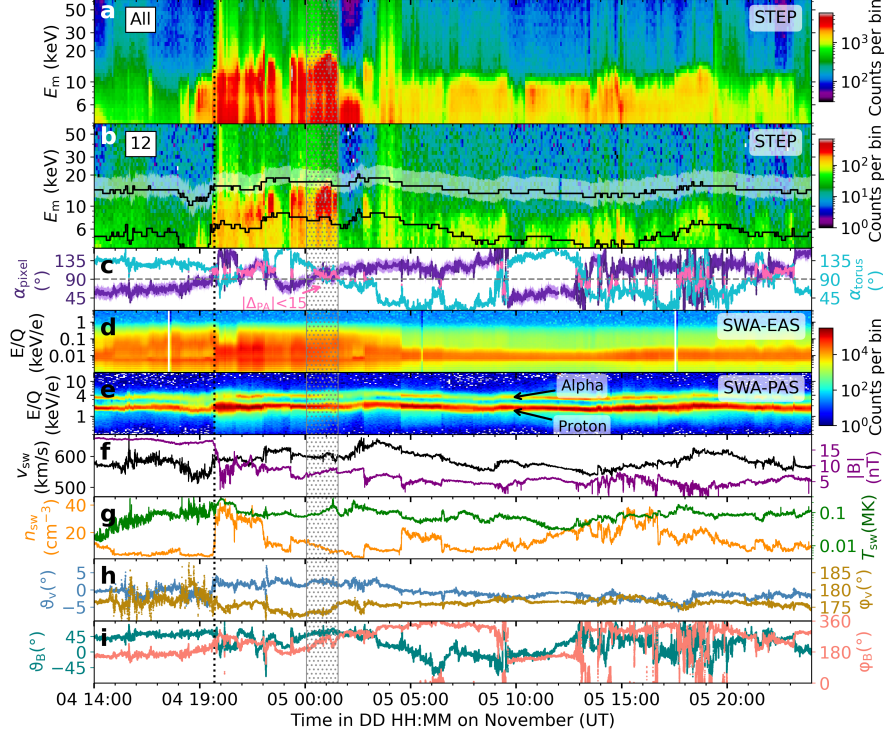 a
All
STEP
50
30
20
10
6
E_m (keV)
10^3
10^2
Counts per bin
b
12
STEP
50
30
20
10
6
E_m (keV)
10^2
10^1
10^0
Counts per bin
c
135
90
45
α_pixel
(°)
|Δ_PA|<15
135
90
45
α_torus
(°)
d
SWA-EAS
1
0.1
0.01
E/Q
(keV/e)
e
SWA-PAS
Alpha
Proton
10
4
1
E/Q
(keV/e)
10^4
10^2
10^0
Counts per bin
f
600
500
v_sw
(km/s)
15
10
5
|B|
(nT)
g
40
20
n_sw
(cm^−3)
0.1
0.01
T_sw(MK)
h
5
0
−5
ϑ_v(°)
185
180
175
φ_v(°)
i
45
0
−45
ϑ_B(°)
360
180
0
φ_B(°)
04 14:00 04 19:00 05 00:00 05 05:00 05 10:00 05 15:00 05 20:00
Time in DD HH:MM on November (UT)